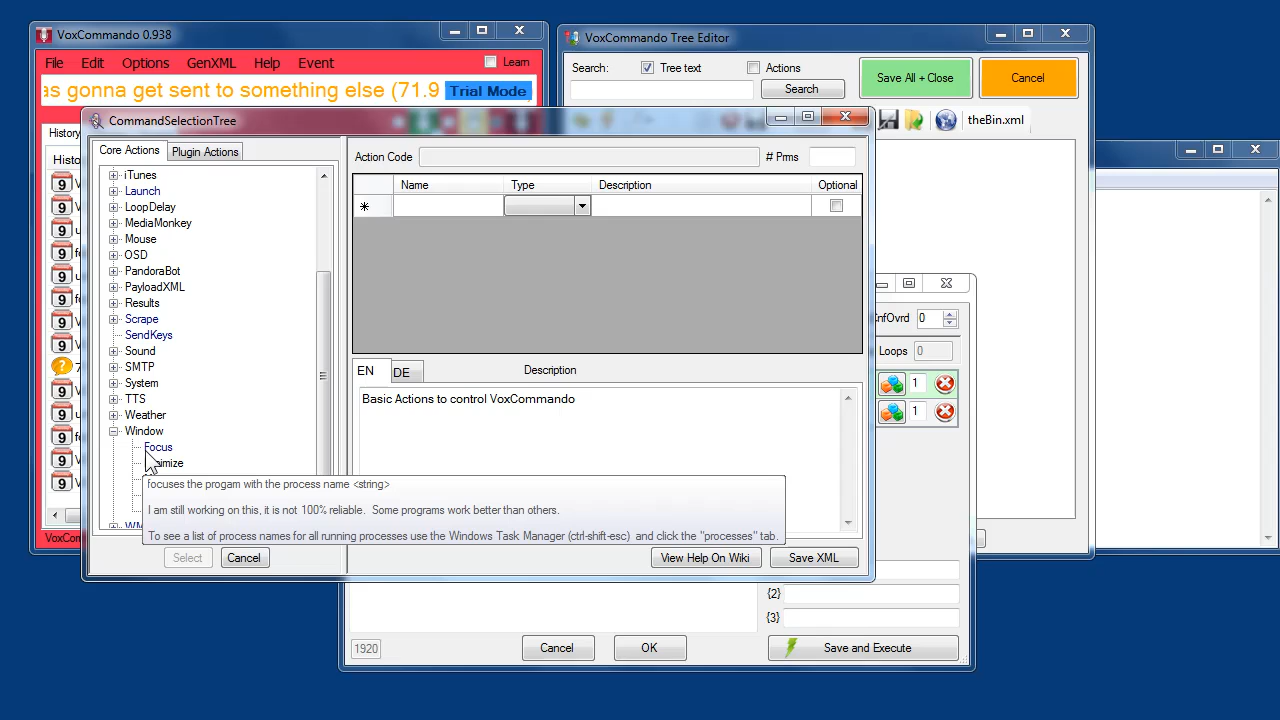 VoxCommando 0.938
File Edit Options GenXML Help Event Learn
as gonna get sent to something else (71.9 Trial Mode
VoxCommando Tree Editor
Search: Tree text Actions
Search
Save All + Close
Cancel
theBin.xml
CommandSelectionTree
Core Actions Plugin Actions
iTunes
Launch
LoopDelay
MediaMonkey
Mouse
OSD
PandoraBot
PayloadXML
Results
Scrape
SendKeys
Sound
SMTP
System
TTS
Weather
Window
Focus
focuses the progam with the process name <string>
I am still working on this, it is not 100% reliable. Some programs work better than others.
To see a list of process names for all running processes use the Windows Task Manager (ctrl-shift-esc) and click the "processes" tab.
Select Cancel
Action Code # Prms
Name Type Description Optional
EN DE Description
Basic Actions to control VoxCommando
View Help On Wiki Save XML
CnfOvrd 0
Loops 0
1
1
{2}
{3}
1920 Cancel OK Save and Execute